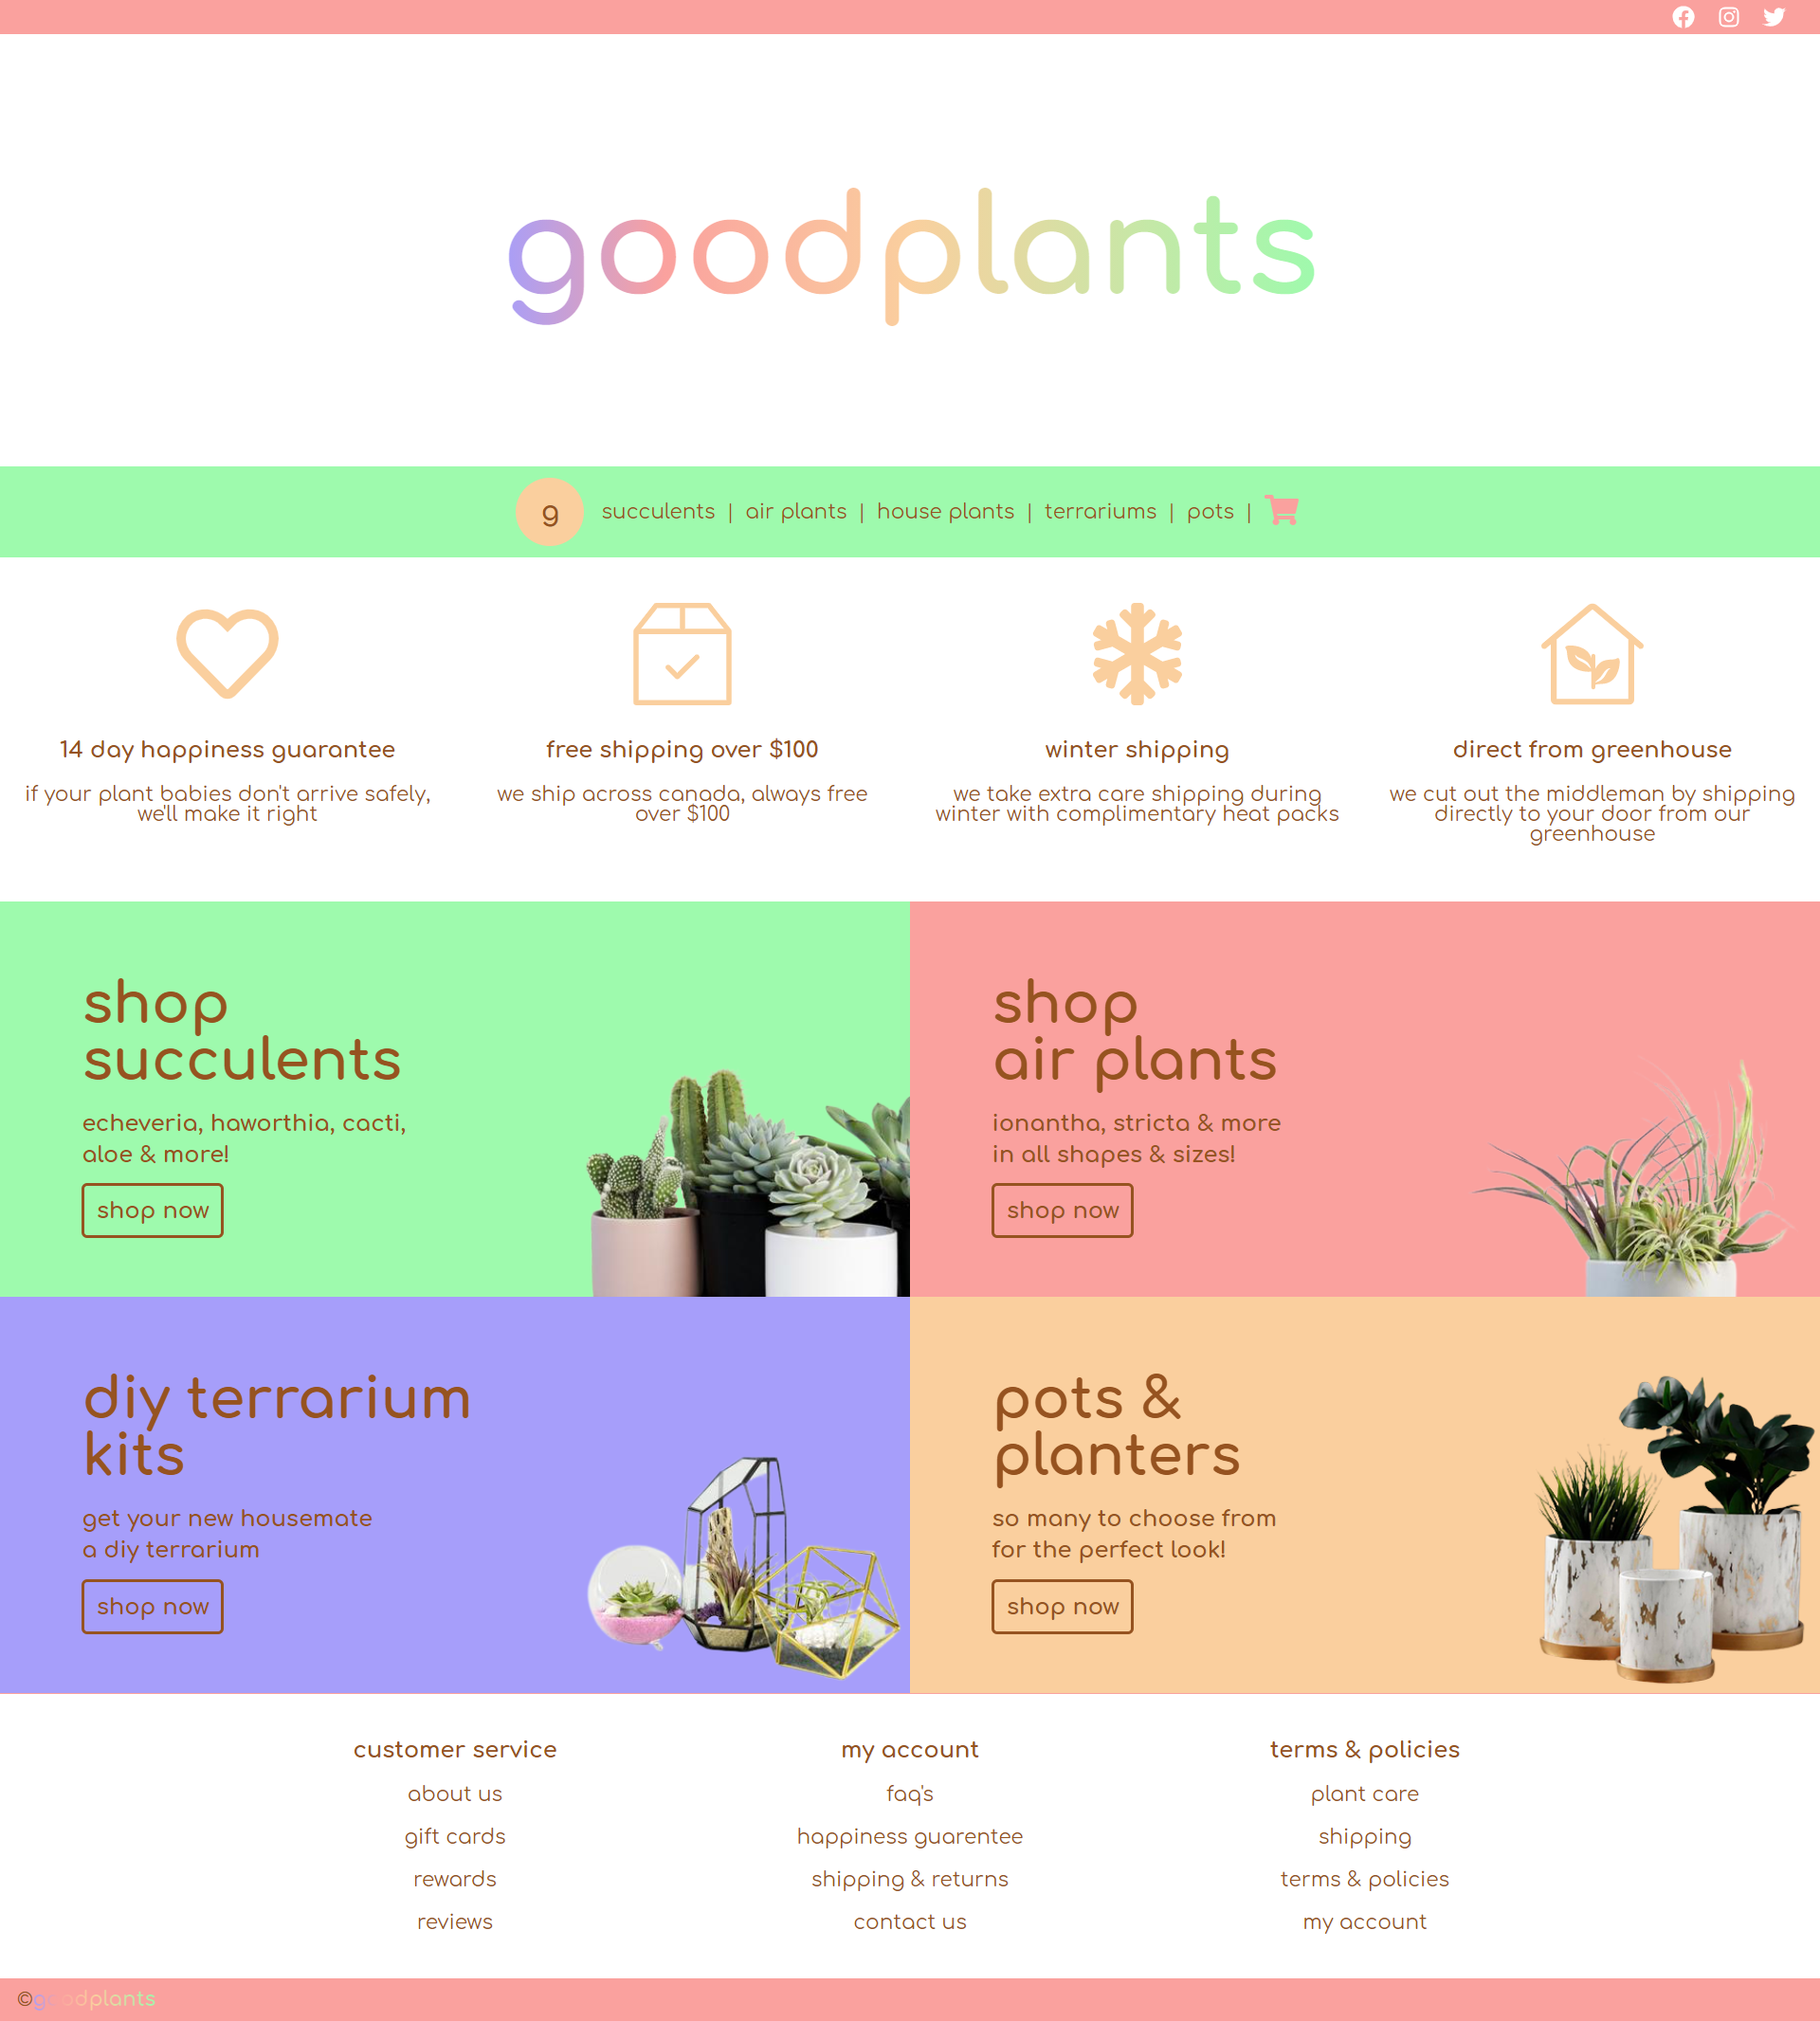 goodplants
g succulents | air plants | house plants | terrariums | pots |
14 day happiness guarantee
if your plant babies don't arrive safely,
we'll make it right
free shipping over $100
we ship across canada, always free
over $100
winter shipping
we take extra care shipping during
winter with complimentary heat packs
direct from greenhouse
we cut out the middleman by shipping
directly to your door from our
greenhouse
shop
succulents
echeveria, haworthia, cacti,
aloe & more!
shop now
shop
air plants
ionantha, stricta & more
in all shapes & sizes!
shop now
diy terrarium
kits
get your new housemate
a diy terrarium
shop now
pots &
planters
so many to choose from
for the perfect look!
shop now
customer service
about us
gift cards
rewards
reviews
my account
faq's
happiness guarentee
shipping & returns
contact us
terms & policies
plant care
shipping
terms & policies
my account
©goodplants